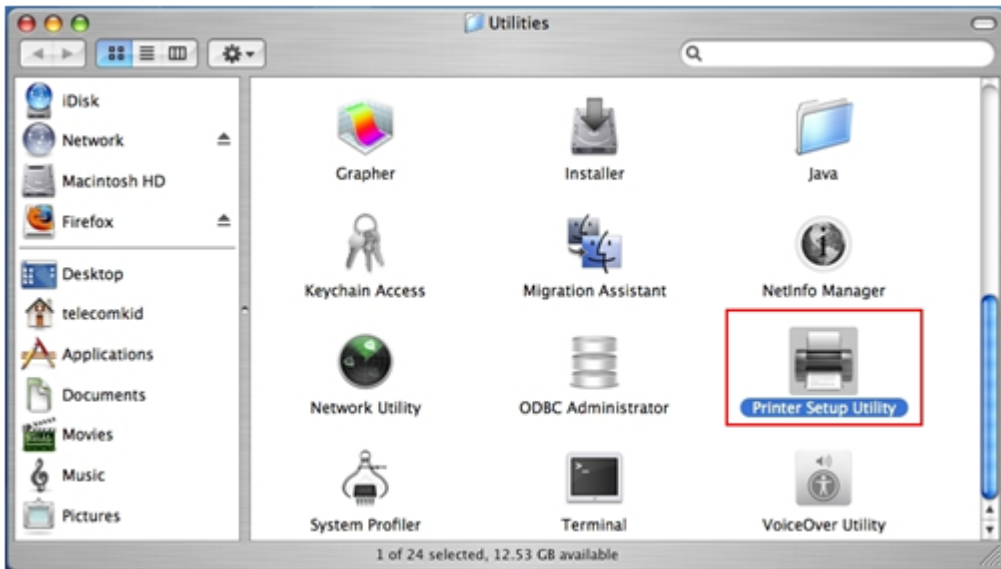 Utilities
iDisk
Network
Macintosh HD
Firefox
Desktop
telecomkid
Applications
Documents
Movies
Music
Pictures
Grapher
Installer
Java
Keychain Access
Migration Assistant
NetInfo Manager
Network Utility
ODBC Administrator
Printer Setup Utility
System Profiler
Terminal
VoiceOver Utility
1 of 24 selected, 12.53 GB available